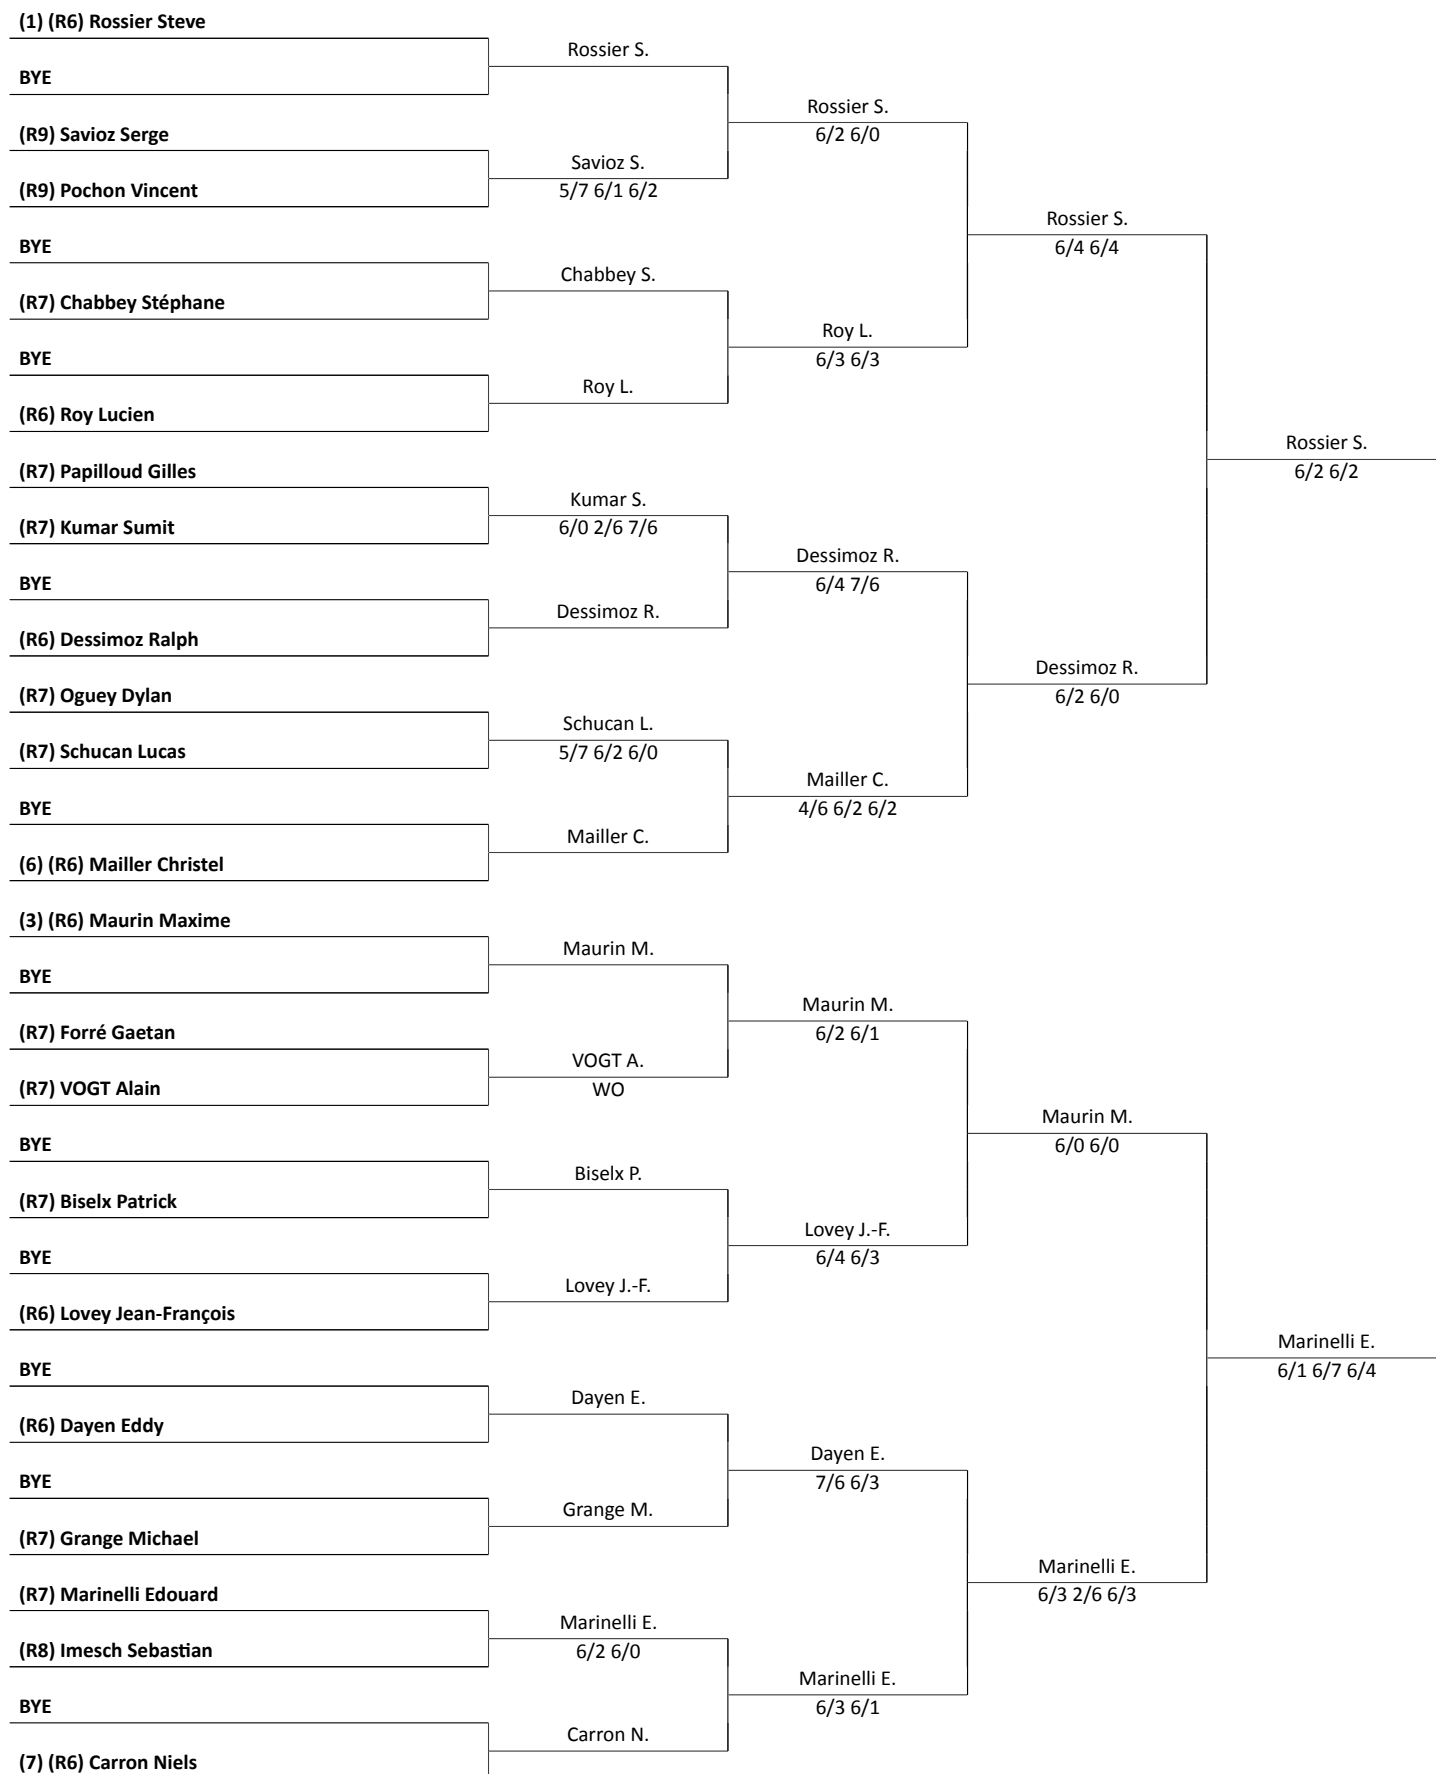 (1) (R6) Rossier Steve
BYE
(R9) Savioz Serge
(R9) Pochon Vincent
BYE
(R7) Chabbey Stéphane
BYE
(R6) Roy Lucien
(R7) Papilloud Gilles
(R7) Kumar Sumit
BYE
(R6) Dessimoz Ralph
(R7) Oguey Dylan
(R7) Schucan Lucas
BYE
(6) (R6) Mailler Christel
(3) (R6) Maurin Maxime
BYE
(R7) Forré Gaetan
(R7) VOGT Alain
BYE
(R7) Biselx Patrick
BYE
(R6) Lovey Jean-François
BYE
(R6) Dayen Eddy
BYE
(R7) Grange Michael
(R7) Marinelli Edouard
(R8) Imesch Sebastian
BYE
(7) (R6) Carron Niels
Rossier S.
Savioz S.
5/7 6/1 6/2
Chabbey S.
Roy L.
Kumar S.
6/0 2/6 7/6
Dessimoz R.
Schucan L.
5/7 6/2 6/0
Mailler C.
Maurin M.
VOGT A.
WO
Biselx P.
Lovey J.-F.
Dayen E.
Grange M.
Marinelli E.
6/2 6/0
Carron N.
Rossier S.
6/2 6/0
Roy L.
6/3 6/3
Dessimoz R.
6/4 7/6
Mailler C.
4/6 6/2 6/2
Maurin M.
6/2 6/1
Lovey J.-F.
6/4 6/3
Dayen E.
7/6 6/3
Marinelli E.
6/3 6/1
Rossier S.
6/4 6/4
Dessimoz R.
6/2 6/0
Maurin M.
6/0 6/0
Marinelli E.
6/3 2/6 6/3
Rossier S.
6/2 6/2
Marinelli E.
6/1 6/7 6/4